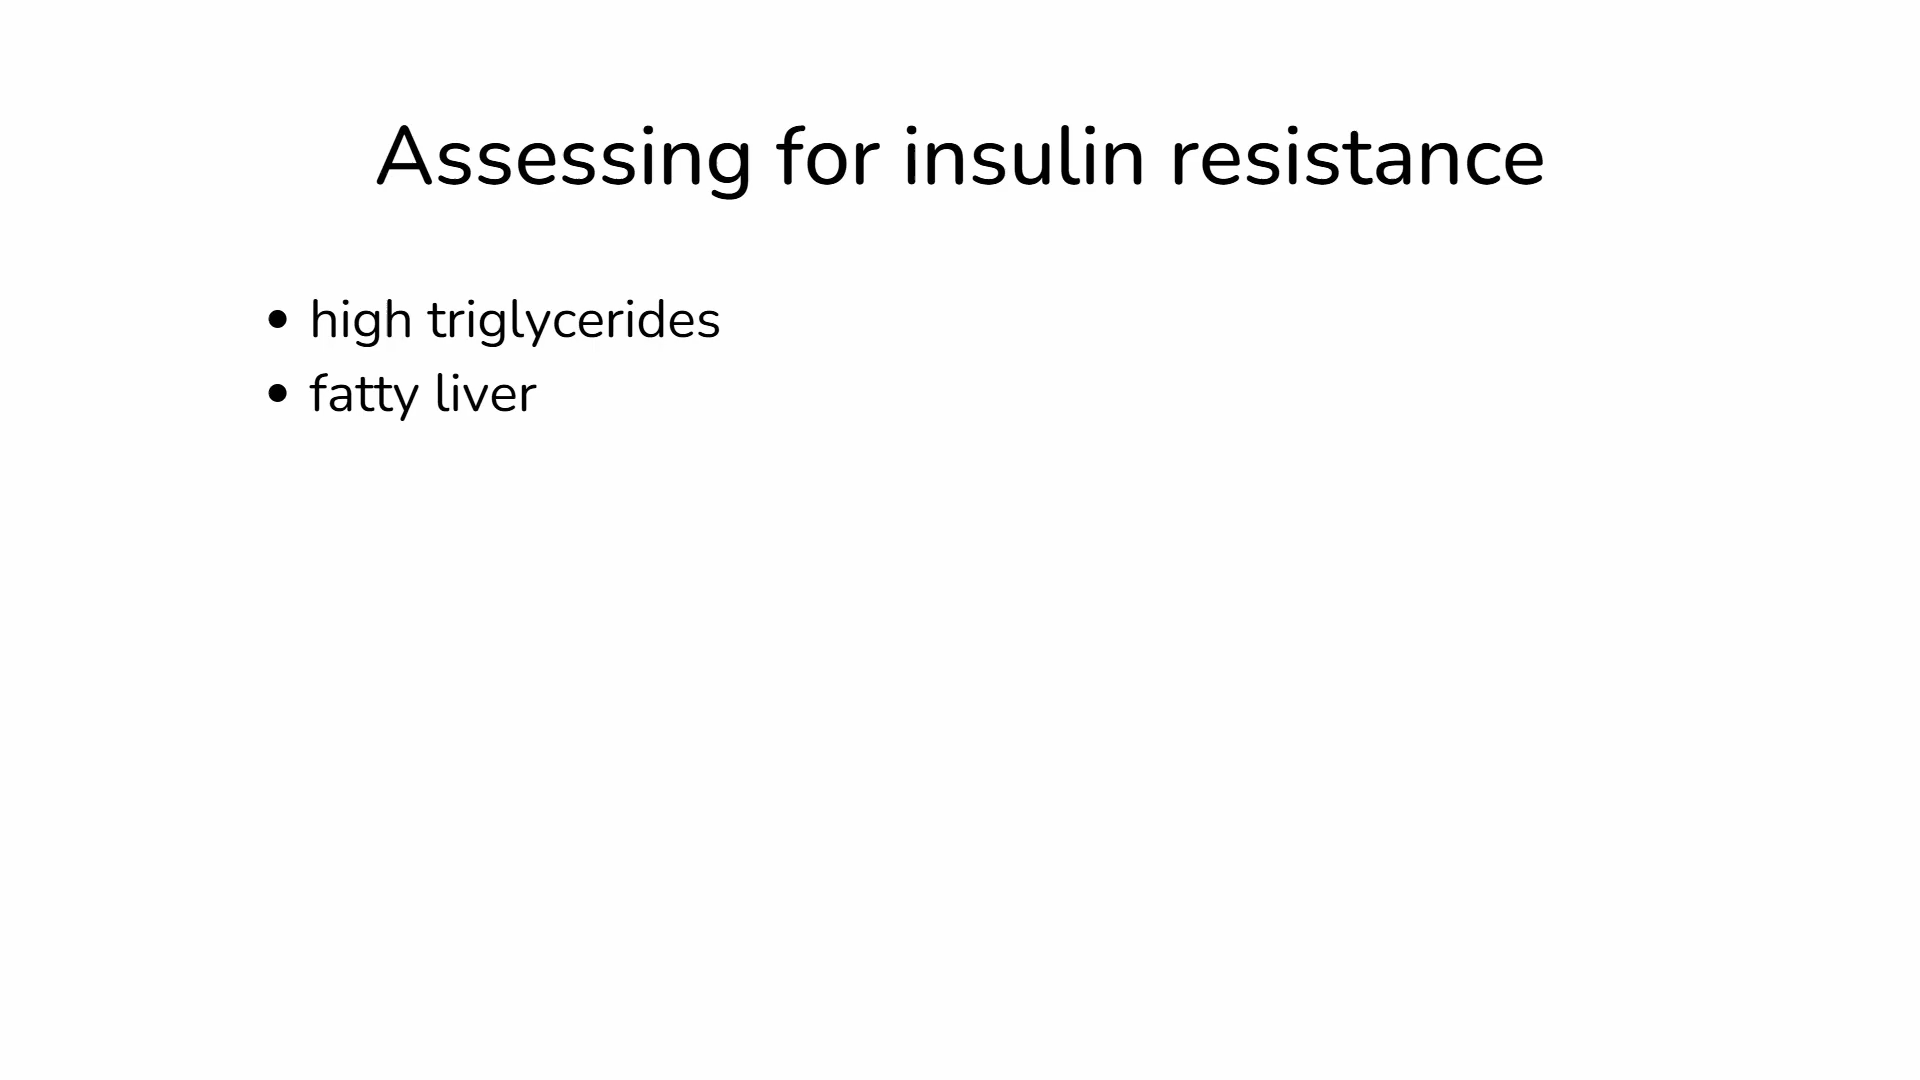 Assessing for insulin resistance
• high triglycerides
• fatty liver